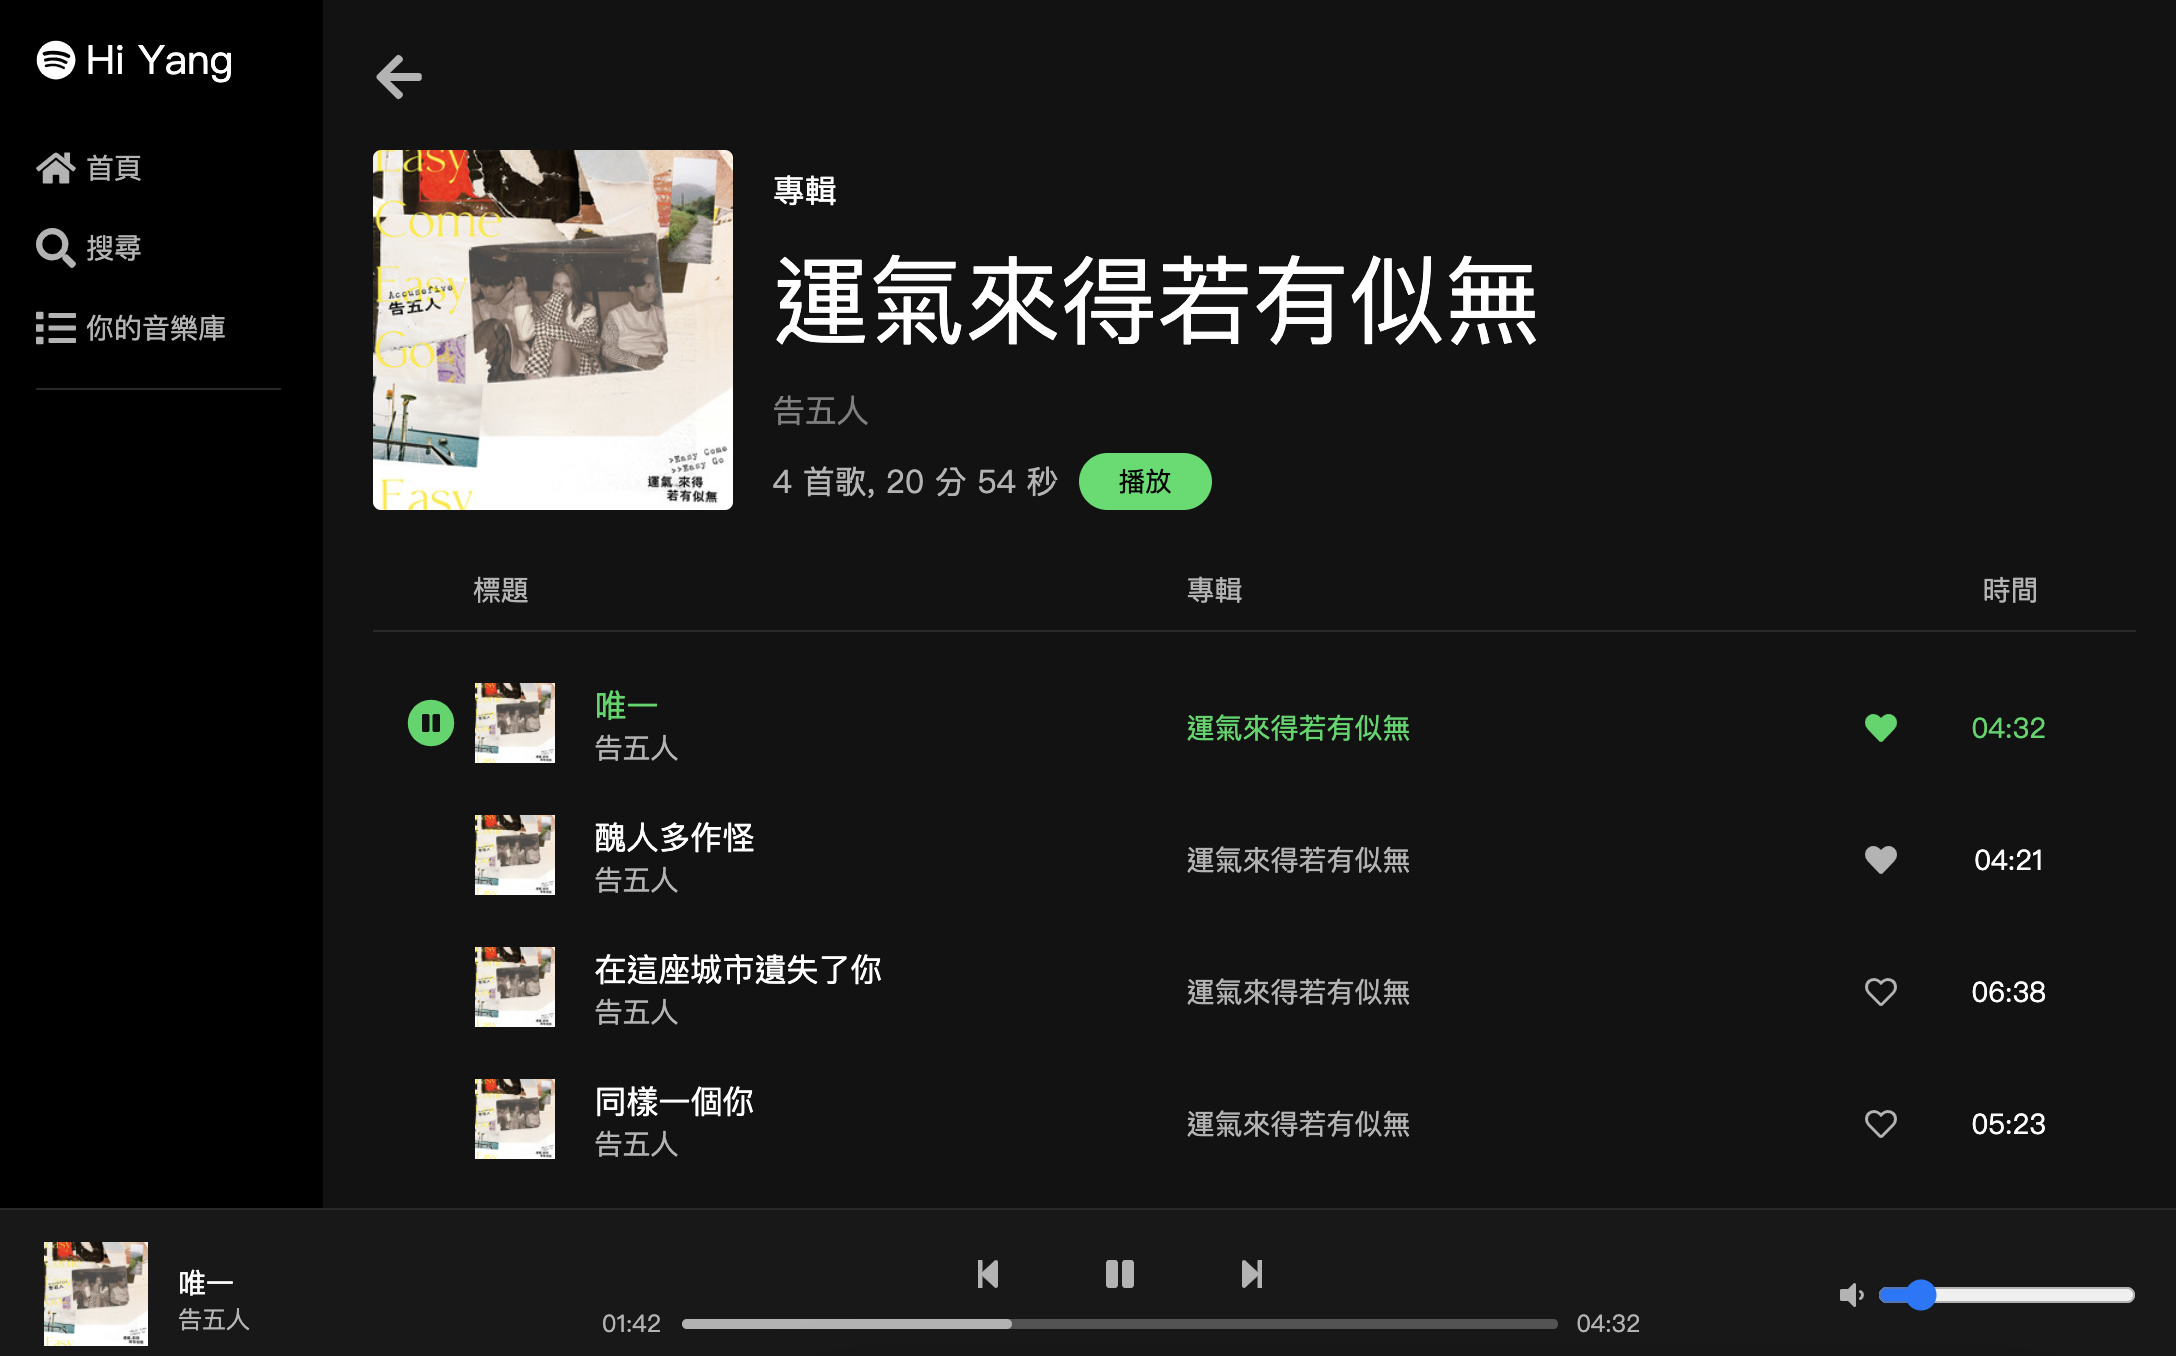 Hi Yang
首頁
搜尋
你的音樂庫
Easy
Come
Easy
Accusefive
告五人
Go
>Easy Come
>>Easy Go
運氣 來得
若有似無
Easy
專輯
運氣來得若有似無
告五人
4 首歌, 20 分 54 秒
播放
標題 專輯 時間
唯一
告五人
運氣來得若有似無
04:32
醜人多作怪
告五人
運氣來得若有似無
04:21
在這座城市遺失了你
告五人
運氣來得若有似無
06:38
同樣一個你
告五人
運氣來得若有似無
05:23
唯一
告五人
01:42
04:32